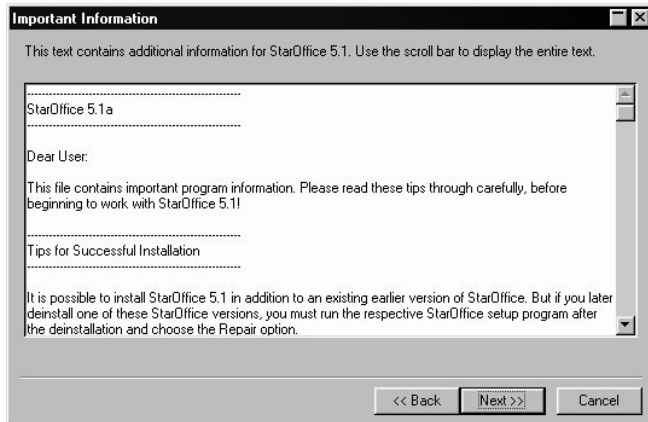 Important Information
This text contains additional information for StarOffice 5.1. Use the scroll bar to display the entire text.
----------------------------------------------------
StarOffice 5.1a
----------------------------------------------------
Dear User:
This file contains important program information. Please read these tips through carefully, before
beginning to work with StarOffice 5.1!
----------------------------------------------------
Tips for Successful Installation
----------------------------------------------------
It is possible to install StarOffice 5.1 in addition to an existing earlier version of StarOffice. But if you later
deinstall one of these StarOffice versions, you must run the respective StarOffice setup program after
the deinstallation and choose the Repair option.
<< Back
Next >>
Cancel